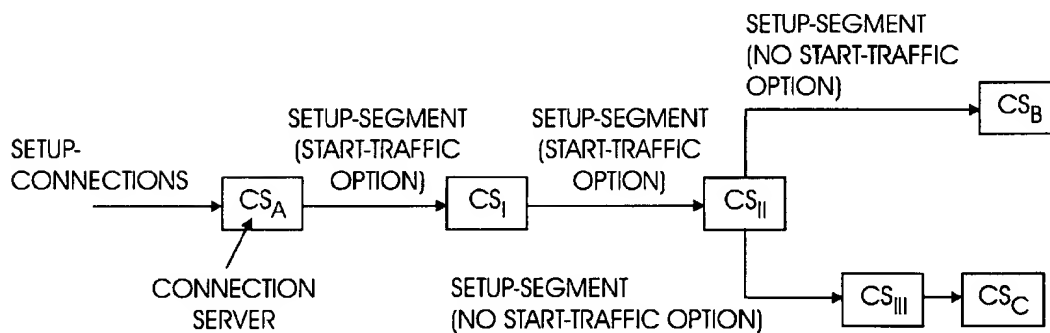 SETUP-SEGMENT
(NO START-TRAFFIC
OPTION)
CS_B
SETUP-
CONNECTIONS
SETUP-SEGMENT
(START-TRAFFIC
OPTION)
SETUP-SEGMENT
(START-TRAFFIC
OPTION)
CS_A
CS_I
CS_II
CONNECTION
SERVER
SETUP-SEGMENT
(NO START-TRAFFIC OPTION)
CS_III
CS_C